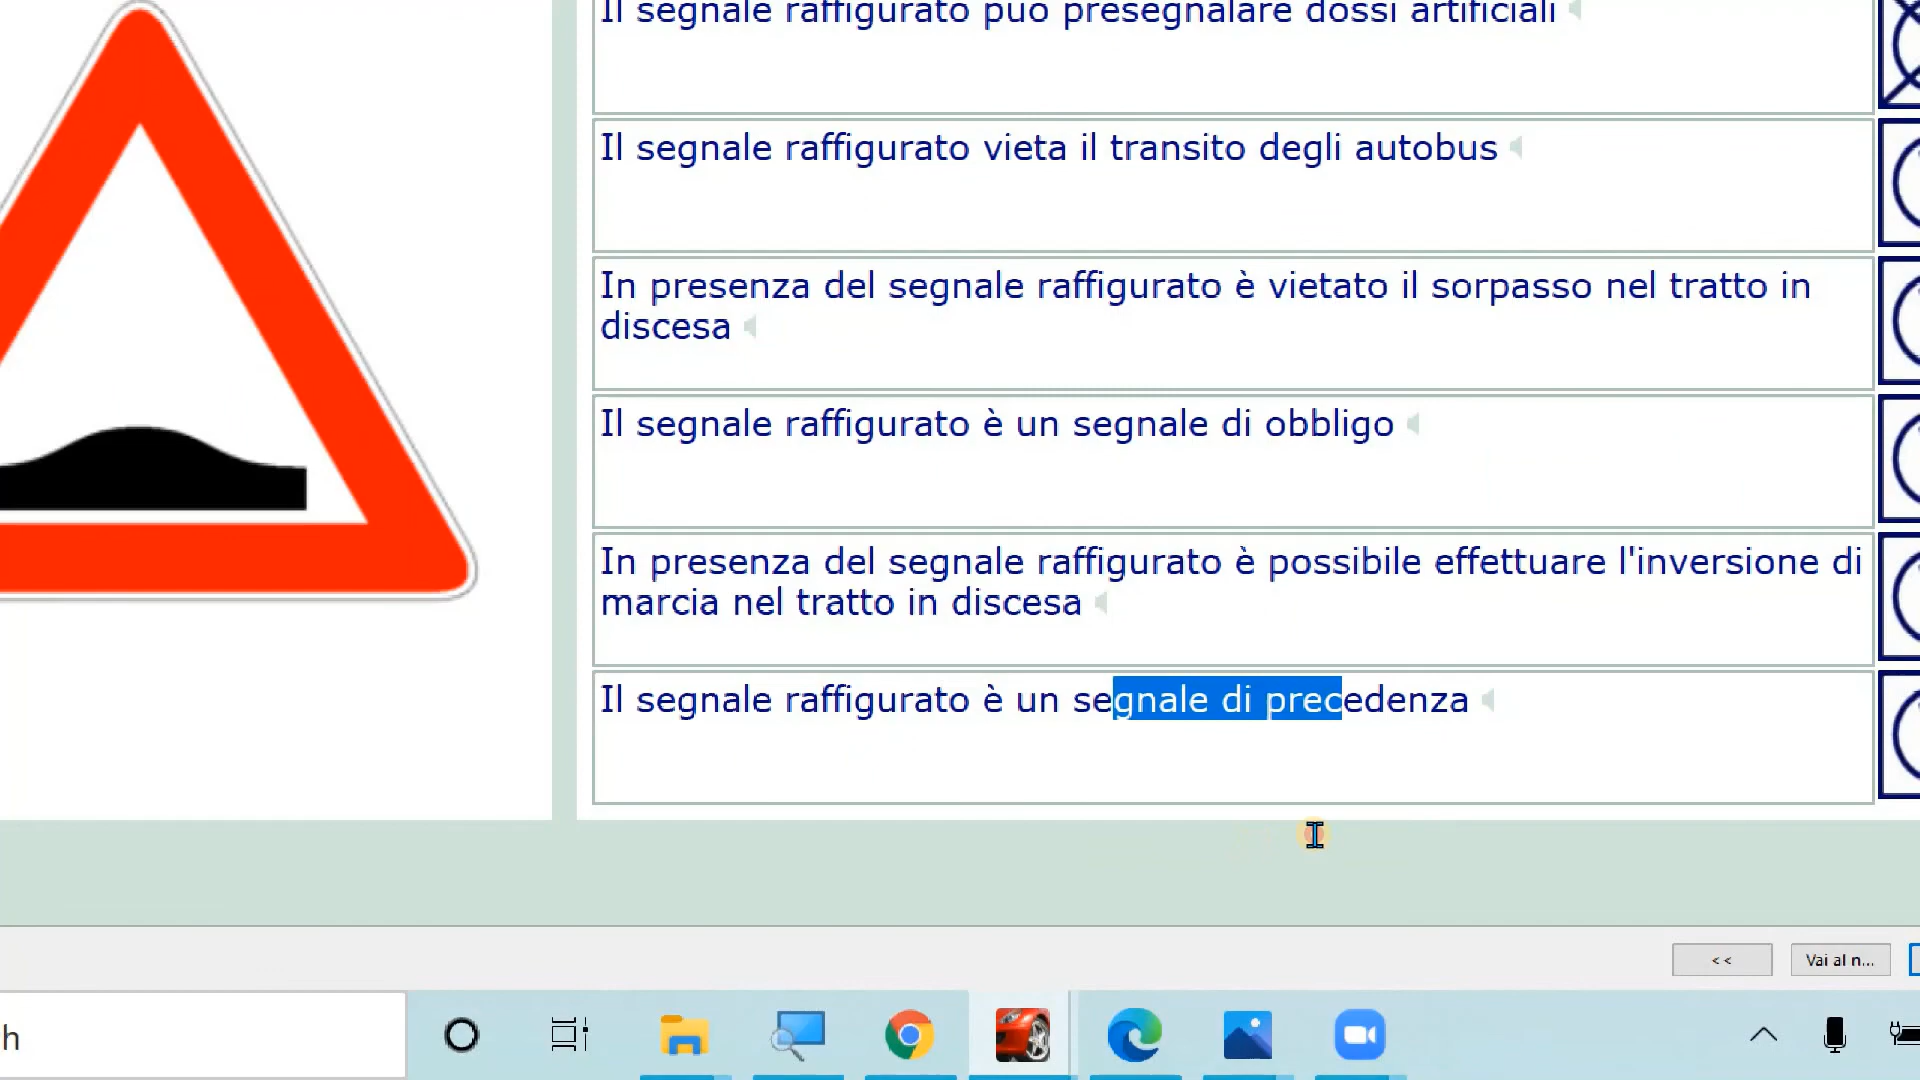 Il segnale raffigurato può presegnalare dossi artificiali
Il segnale raffigurato vieta il transito degli autobus
In presenza del segnale raffigurato è vietato il sorpasso nel tratto in
discesa
Il segnale raffigurato è un segnale di obbligo
In presenza del segnale raffigurato è possibile effettuare l'inversione di
marcia nel tratto in discesa
Il segnale raffigurato è un segnale di precedenza
<<
Vai al n...
h